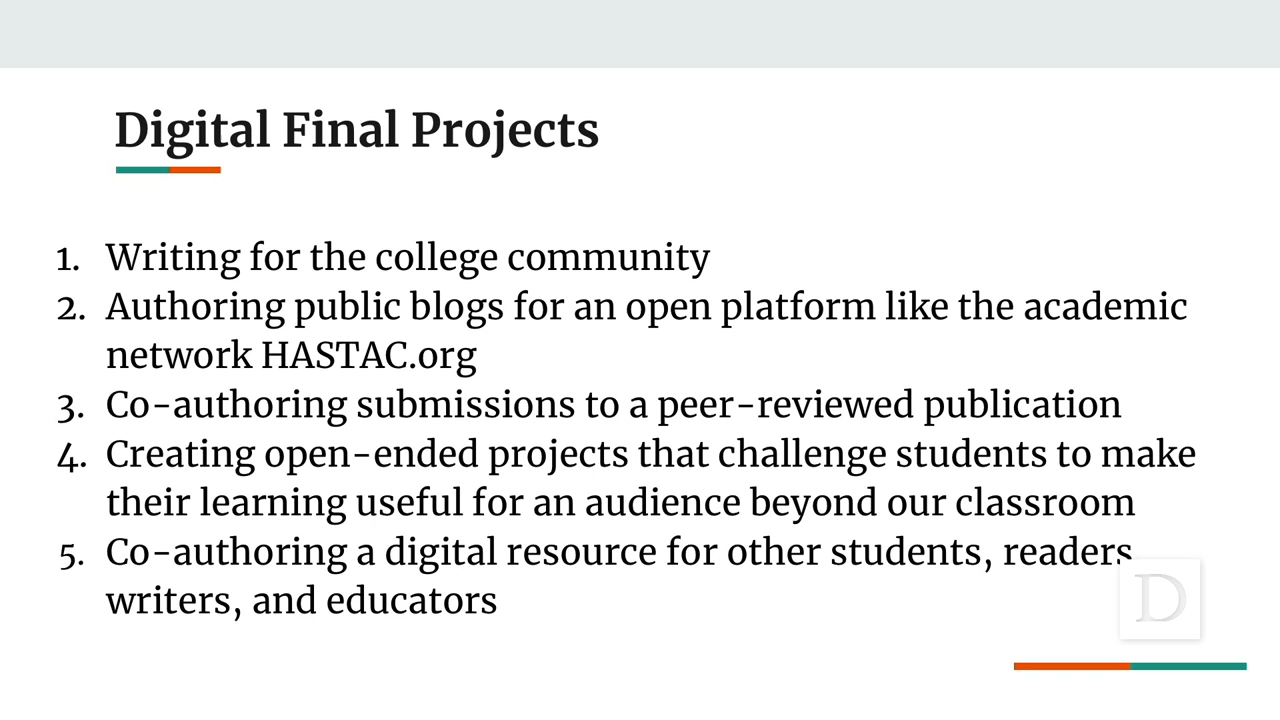 Digital Final Projects
1. Writing for the college community
2. Authoring public blogs for an open platform like the academic
network HASTAC.org
3. Co-authoring submissions to a peer-reviewed publication
4. Creating open-ended projects that challenge students to make
their learning useful for an audience beyond our classroom
5. Co-authoring a digital resource for other students, readers
writers, and educators
D